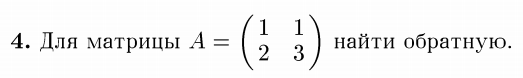 4. Для матрицы A = (1 1
2 3) найти обратную.